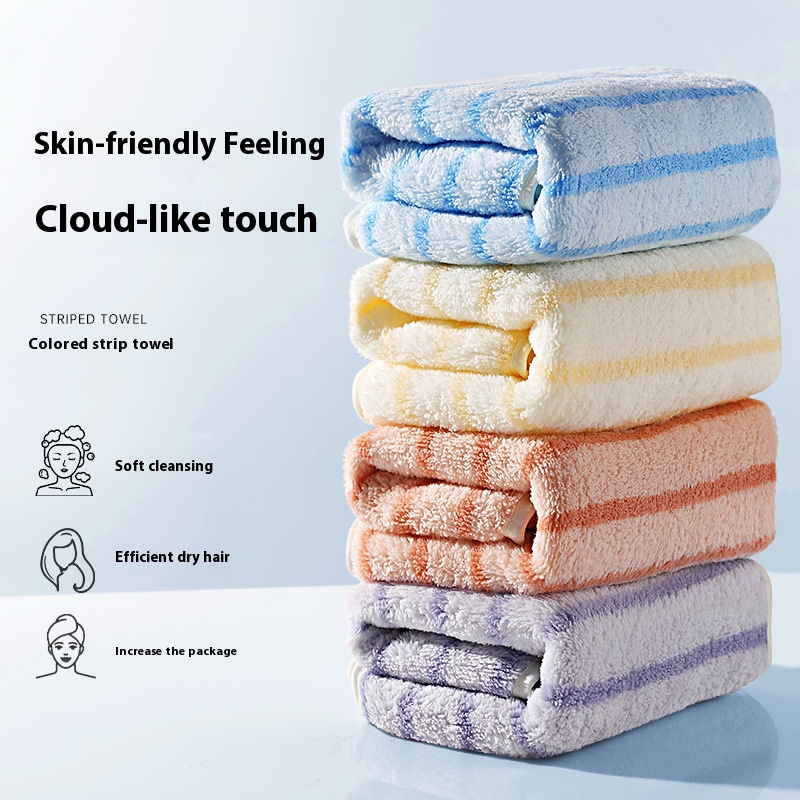 Skin-friendly Feeling
Cloud-like touch
STRIPED TOWEL
Colored strip towel
Soft cleansing
Efficient dry hair
Increase the package